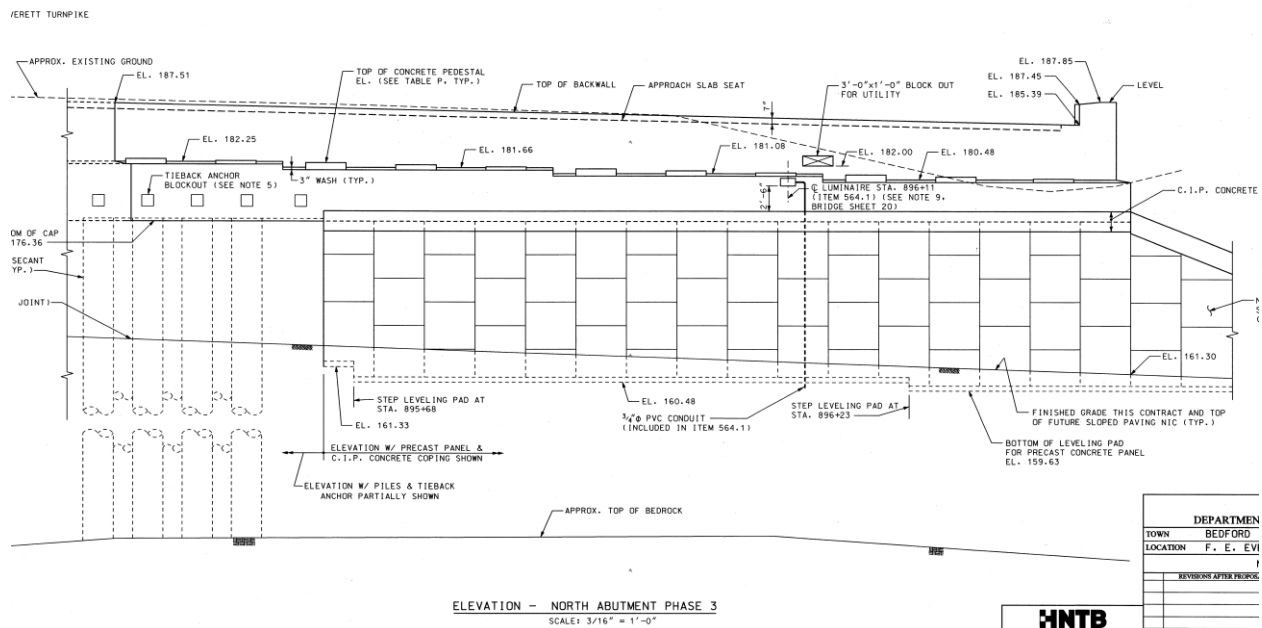 /ERETT TURNPIKE
APPROX. EXISTING GROUND
EL. 187.51
TOP OF CONCRETE PEDESTAL
EL. (SEE TABLE P, TYP.)
TOP OF BACKWALL
APPROACH SLAB SEAT
7"
3'-0"x1'-0" BLOCK OUT
FOR UTILITY
EL. 187.85
EL. 187.45
EL. 185.39
LEVEL
EL. 182.25
EL. 181.66
EL. 181.08
EL. 182.00
EL. 180.48
TIEBACK ANCHOR
BLOCKOUT (SEE NOTE 5)
3" WASH (TYP.)
2'-6"
℄ LUMINAIRE STA. 896+11
(ITEM 564.1) (SEE NOTE 9,
BRIDGE SHEET 20)
C.I.P. CONCRETE
OM OF CAP
176.36
SECANT
YP.)
JOINT)
EL. 161.30
STEP LEVELING PAD AT
STA. 895+68
EL. 161.33
EL. 160.48
¾"ø PVC CONDUIT
(INCLUDED IN ITEM 564.1)
STEP LEVELING PAD AT
STA. 896+23
FINISHED GRADE THIS CONTRACT AND TOP
OF FUTURE SLOPED PAVING NIC (TYP.)
BOTTOM OF LEVELING PAD
FOR PRECAST CONCRETE PANEL
EL. 159.63
ELEVATION W/ PRECAST PANEL &
C.I.P. CONCRETE COPING SHOWN
ELEVATION W/ PILES & TIEBACK
ANCHOR PARTIALLY SHOWN
APPROX. TOP OF BEDROCK
ELEVATION - NORTH ABUTMENT PHASE 3
SCALE: 3/16" = 1'-0"
DEPARTMEN
TOWN BEDFORD
LOCATION F. E. EVE
REVISIONS AFTER PROPOSA
HNTB